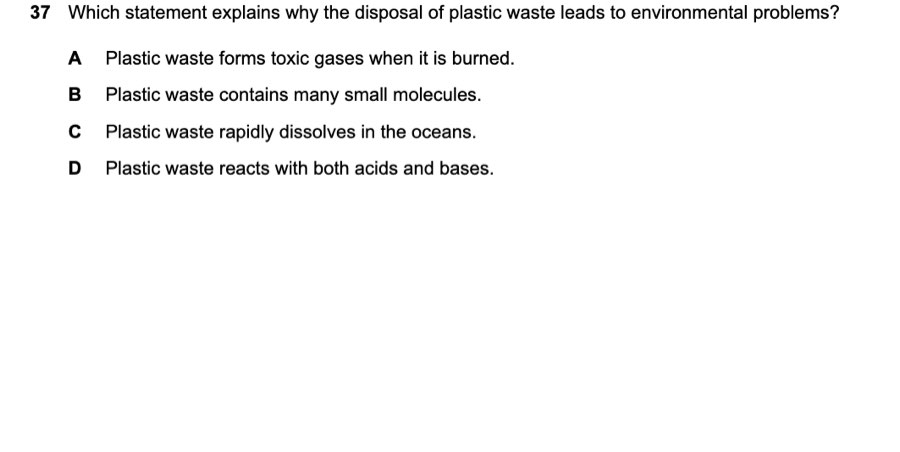 37 Which statement explains why the disposal of plastic waste leads to environmental problems?
A Plastic waste forms toxic gases when it is burned.
B Plastic waste contains many small molecules.
C Plastic waste rapidly dissolves in the oceans.
D Plastic waste reacts with both acids and bases.